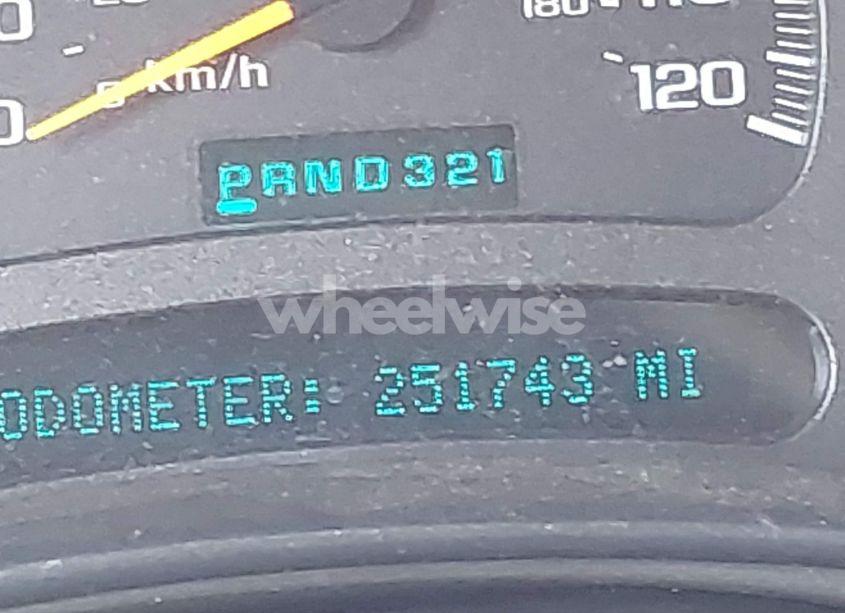 180
km/h
120
PRND321
wheelwise
ODOMETER: 251743 MI